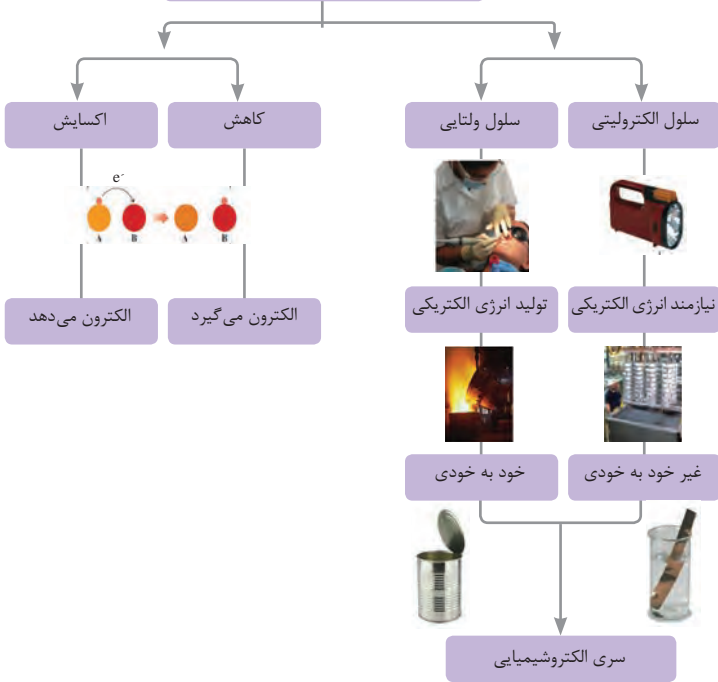 سلول الکترولیتی
سلول ولتایی
کاهش
اکسایش
e⁻
A B A B
نیازمند انرژی الکتریکی
تولید انرژی الکتریکی
الکترون می‌گیرد
الکترون می‌دهد
غیر خود به خودی
خود به خودی
سری الکتروشیمیایی